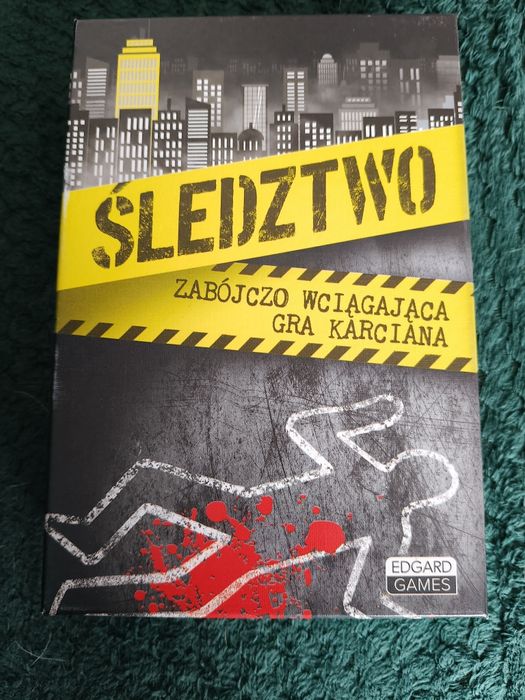 ŚLEDZTWO
ZABÓJCZO WCIĄGAJĄCA
GRA KARCIANA
EDGARD
GAMES